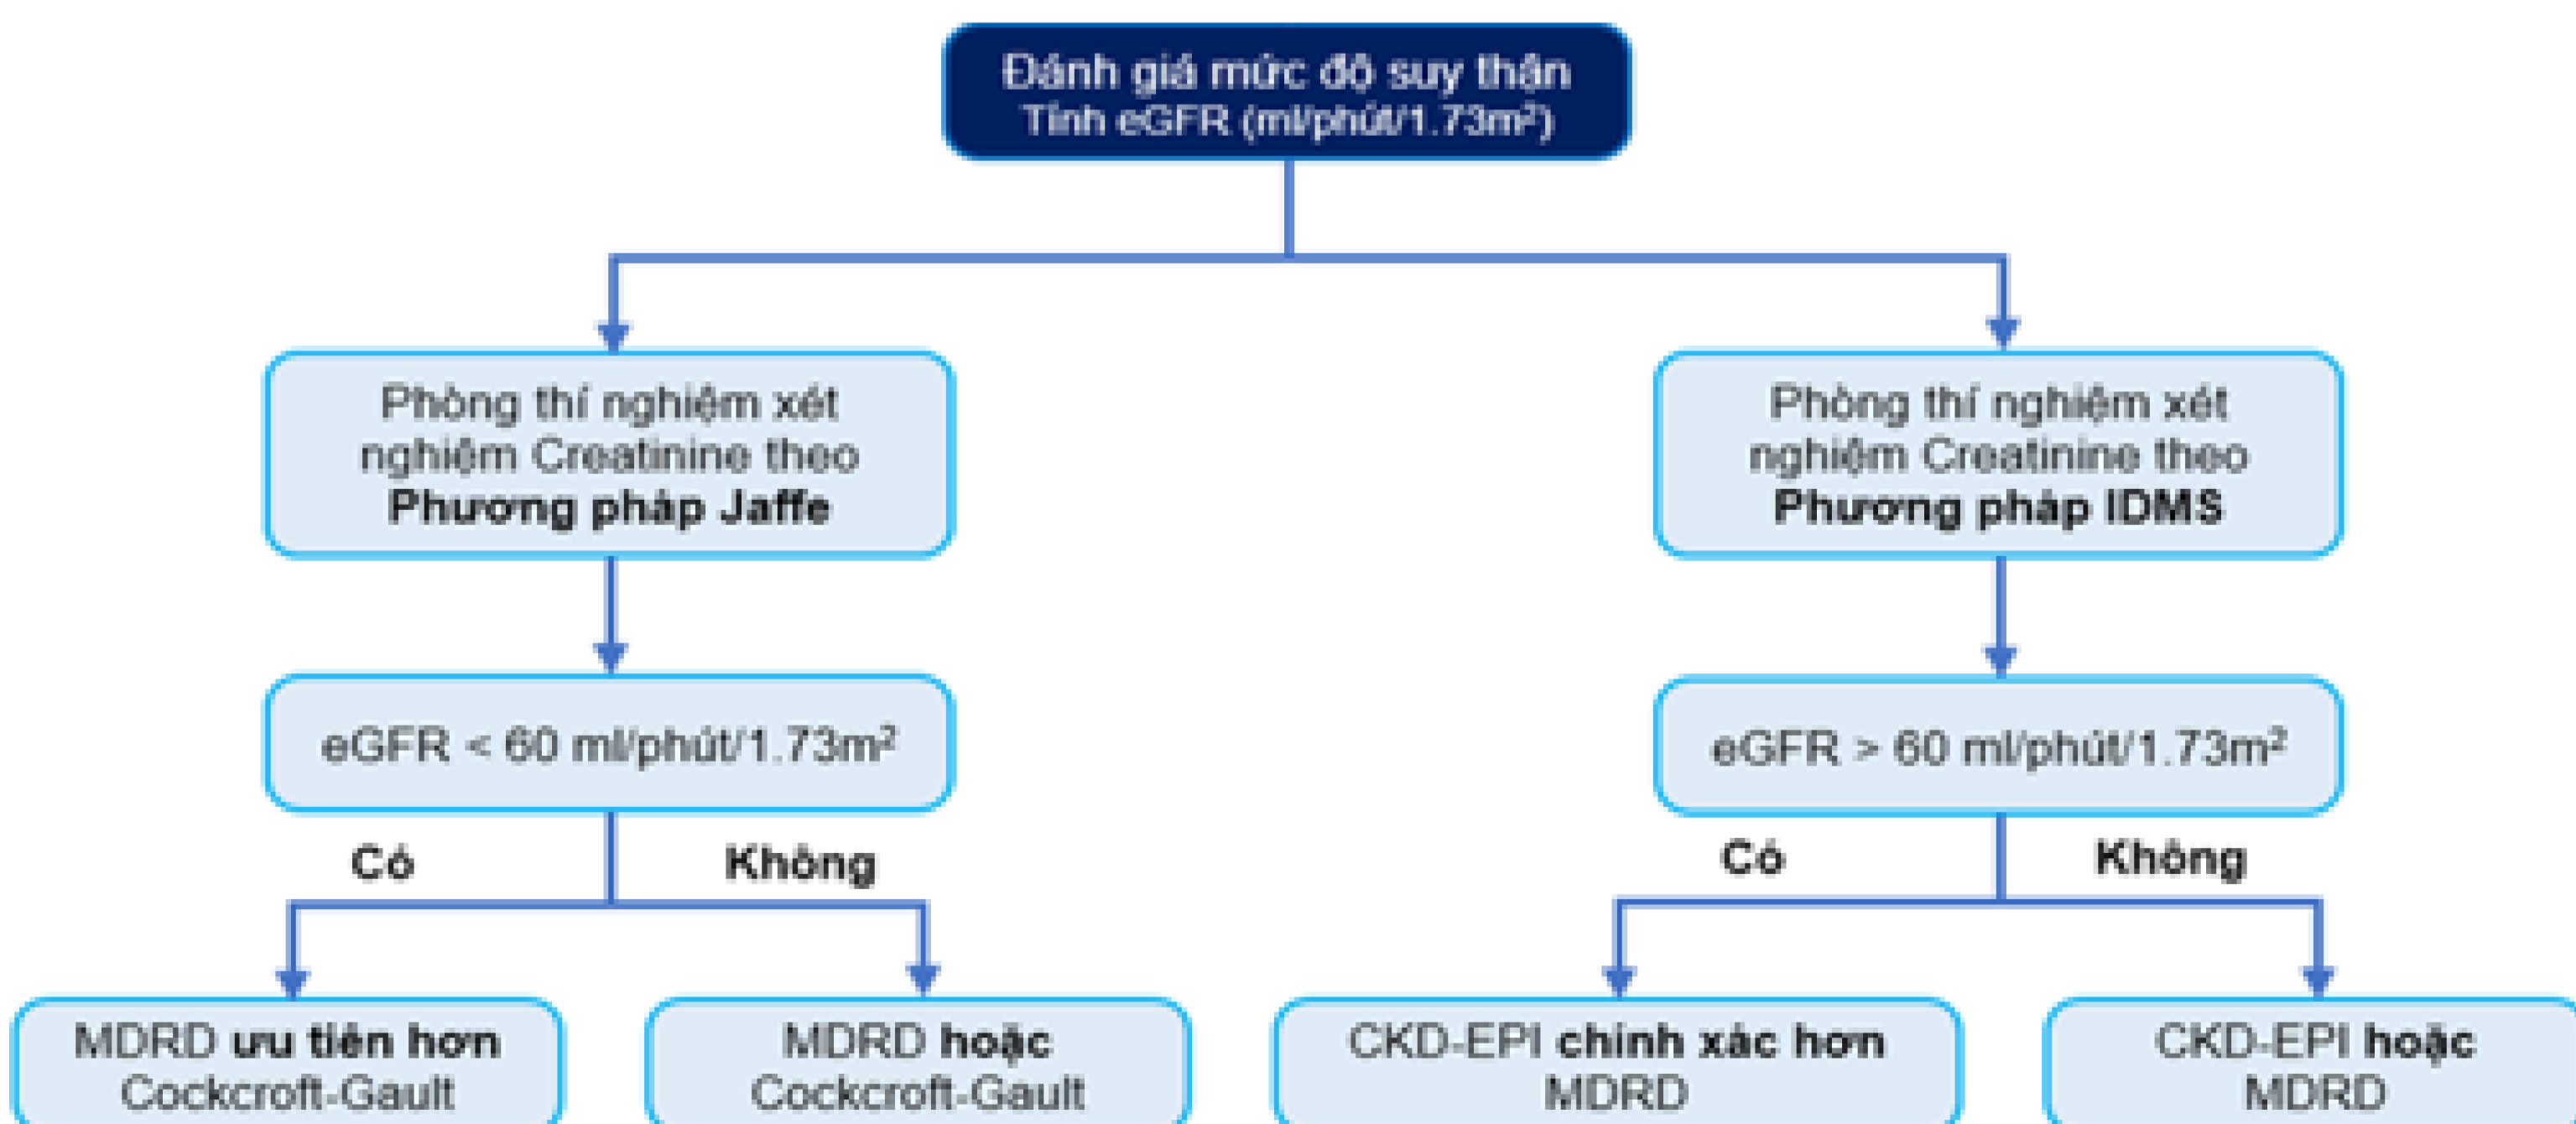 Đánh giá mức độ suy thận
Tính eGFR (ml/phút/1.73m²)
Phòng thí nghiệm xét
nghiệm Creatinine theo
Phương pháp Jaffe
Phòng thí nghiệm xét
nghiệm Creatinine theo
Phương pháp IDMS
eGFR < 60 ml/phút/1.73m²
eGFR > 60 ml/phút/1.73m²
Có
Không
Có
Không
MDRD ưu tiên hơn
Cockcroft-Gault
MDRD hoặc
Cockcroft-Gault
CKD-EPI chính xác hơn
MDRD
CKD-EPI hoặc
MDRD